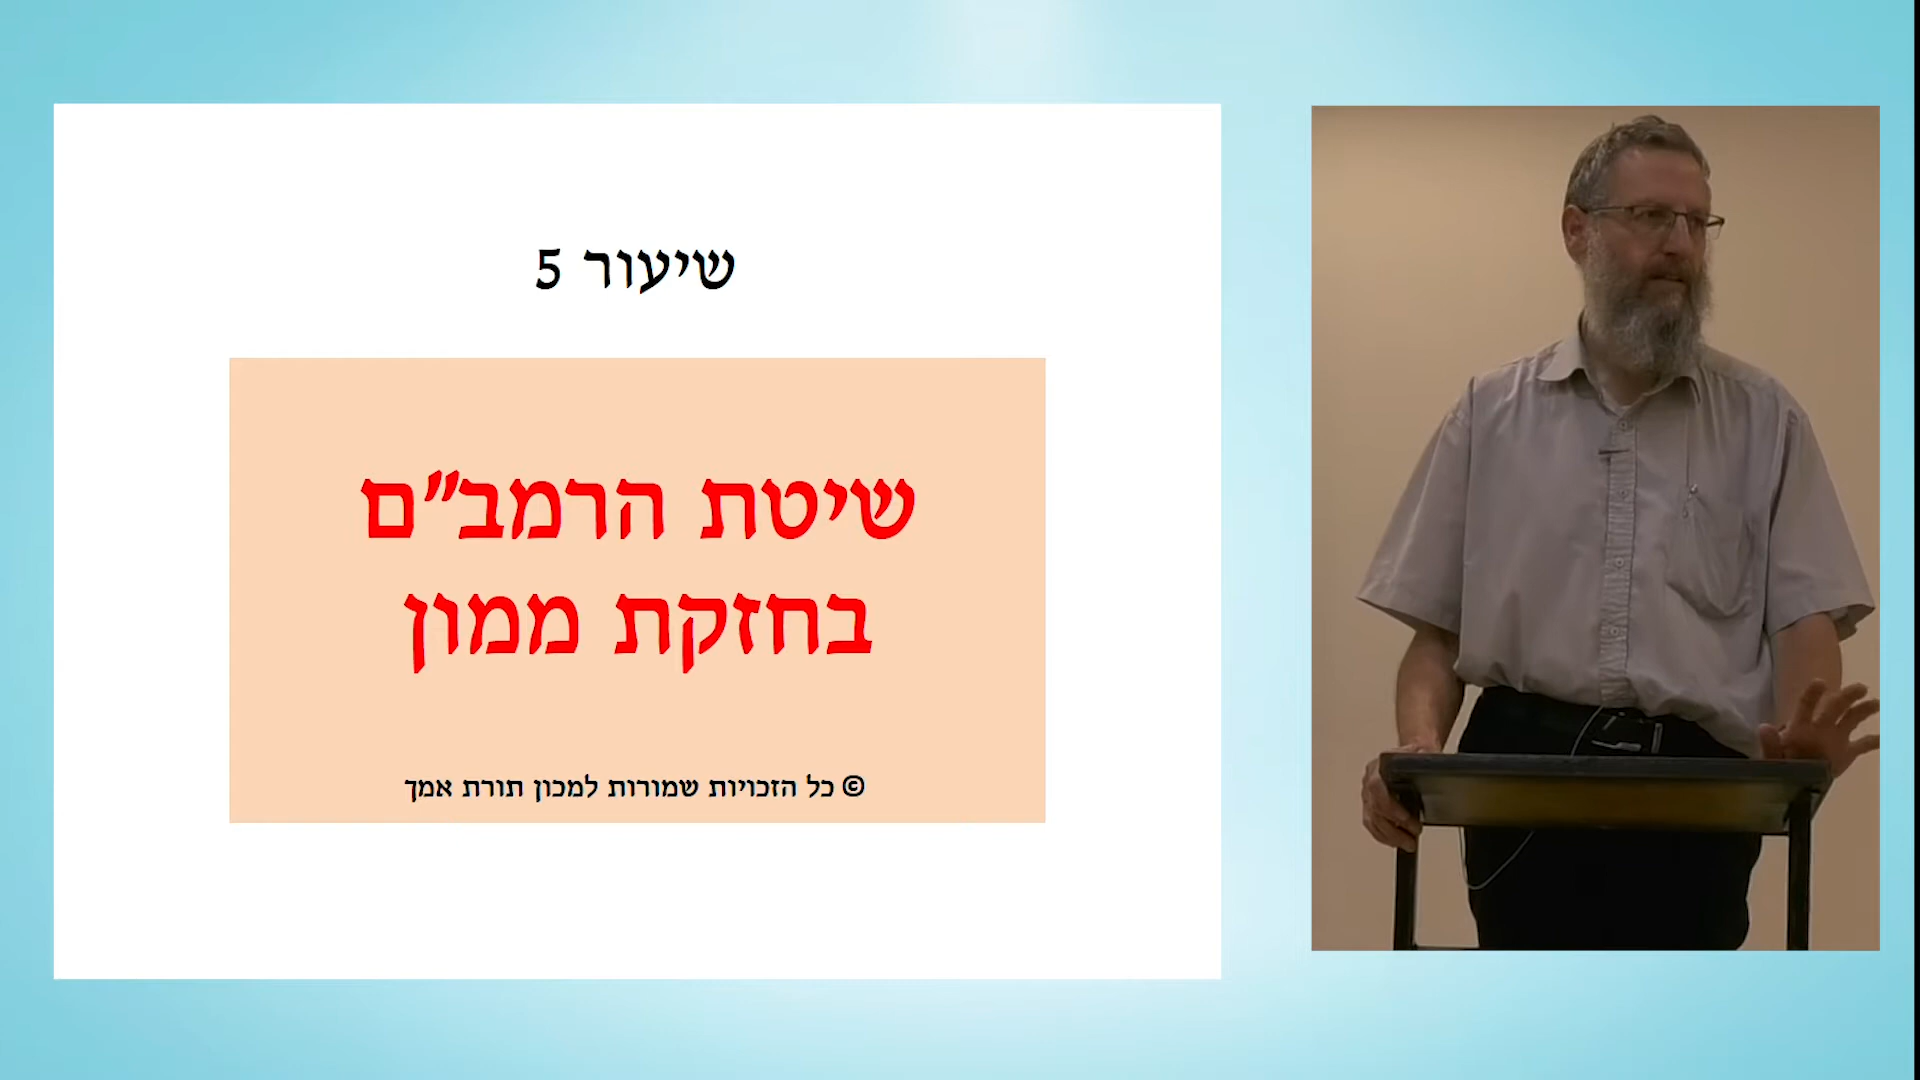 שיעור 5
שיטת הרמב"ם
בחזקת ממון
© כל הזכויות שמורות למכון תורת אמך